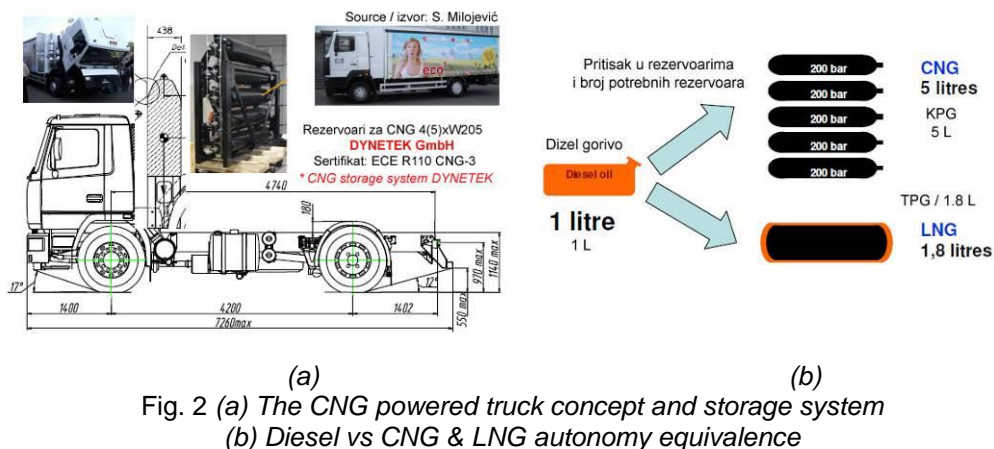 Source / izvor: S. Milojević
438
Det.
eco
Rezervoari za CNG 4(5)xW205
DYNETEK GmbH
Sertifikat: ECE R110 CNG-3
* CNG storage system DYNETEK
4740
180
17°
12°
970 max
1140 max
550 max
1400
4200
1402
7260max
Pritisak u rezervoarima
i broj potrebnih rezervoara
200 bar
200 bar
200 bar
200 bar
200 bar
CNG
5 litres
KPG
5 L
Dizel gorivo
Diesel oil
1 litre
1 L
TPG / 1.8 L
LNG
1,8 litres
(a)
(b)
Fig. 2 (a) The CNG powered truck concept and storage system
(b) Diesel vs CNG & LNG autonomy equivalence